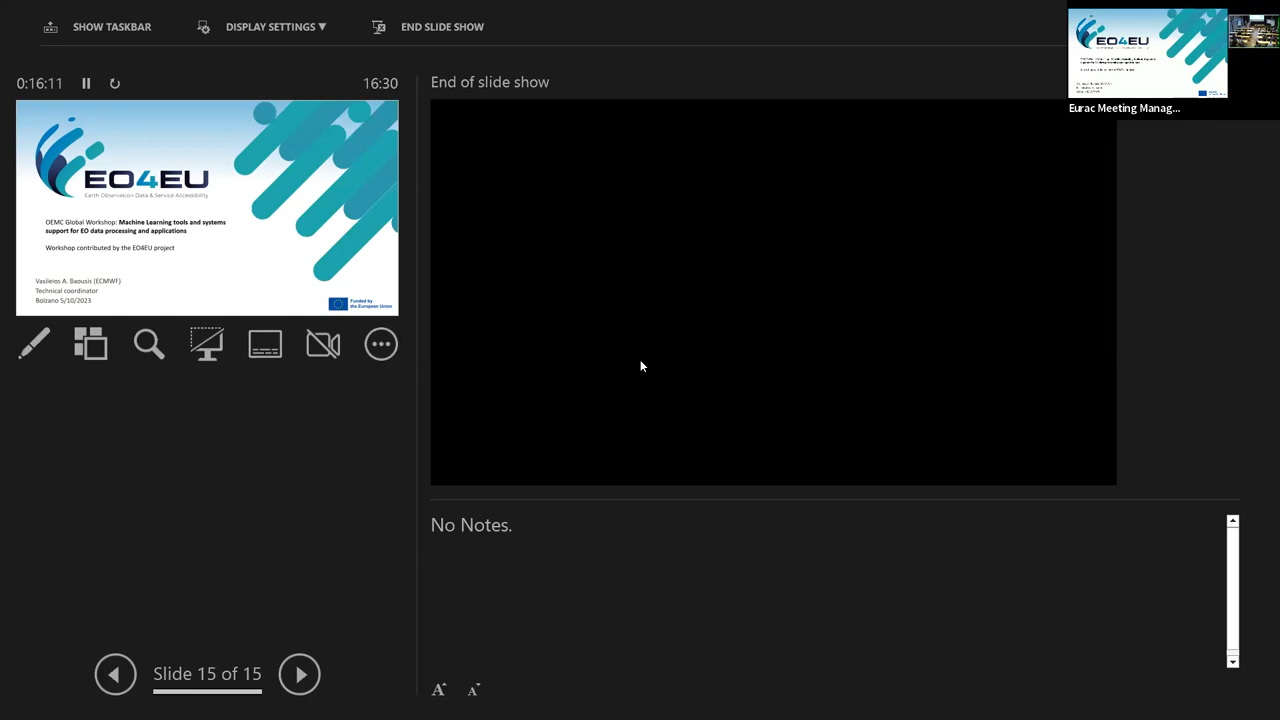 SHOW TASKBAR
DISPLAY SETTINGS ▼
END SLIDE SHOW
0:16:11
16:30
End of slide show
EO4EU
Earth Observation Data & Service Accessibility
OEMC Global Workshop: Machine Learning tools and systems
support for EO data processing and applications
Workshop contributed by the EO4EU project
Vasileios A. Baousis (ECMWF)
Technical coordinator
Bolzano 5/10/2023
Funded by
the European Union
EO4EU
Eurac Meeting Manag...
No Notes.
Slide 15 of 15
A
A